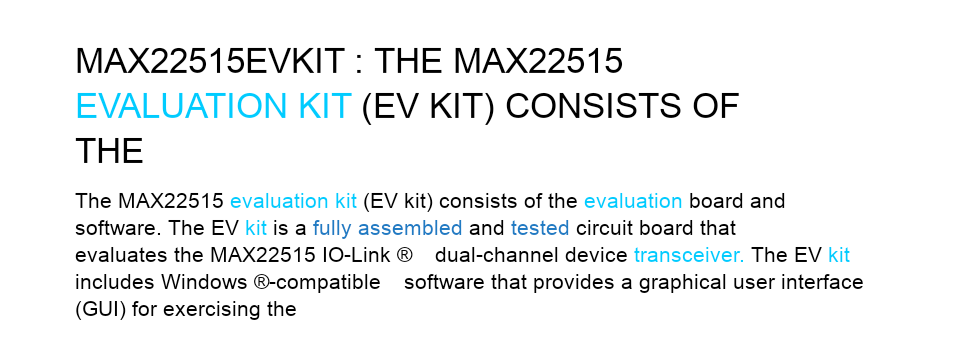 MAX22515EVKIT : THE MAX22515
EVALUATION KIT (EV KIT) CONSISTS OF
THE
The MAX22515 evaluation kit (EV kit) consists of the evaluation board and
software. The EV kit is a fully assembled and tested circuit board that
evaluates the MAX22515 IO-Link ® dual-channel device transceiver. The EV kit
includes Windows ®-compatible software that provides a graphical user interface
(GUI) for exercising the